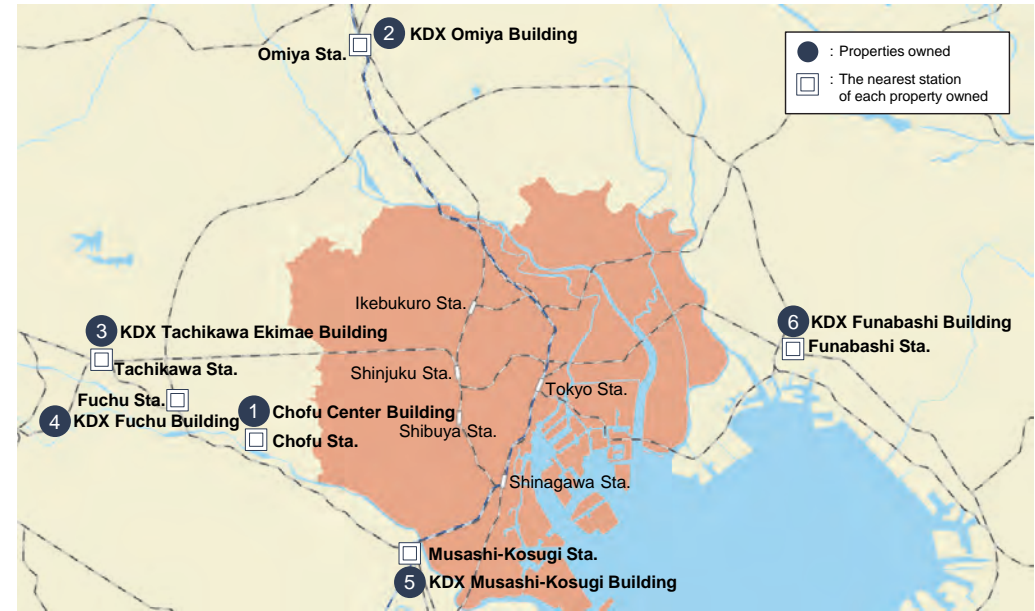 2 KDX Omiya Building
Omiya Sta.
: Properties owned
: The nearest station
of each property owned
Ikebukuro Sta.
6 KDX Funabashi Building
3 KDX Tachikawa Ekimae Building
Funabashi Sta.
Tachikawa Sta.
Shinjuku Sta.
Tokyo Sta.
Fuchu Sta.
1 Chofu Center Building
4 KDX Fuchu Building
Shibuya Sta.
Chofu Sta.
Shinagawa Sta.
Musashi-Kosugi Sta.
5 KDX Musashi-Kosugi Building